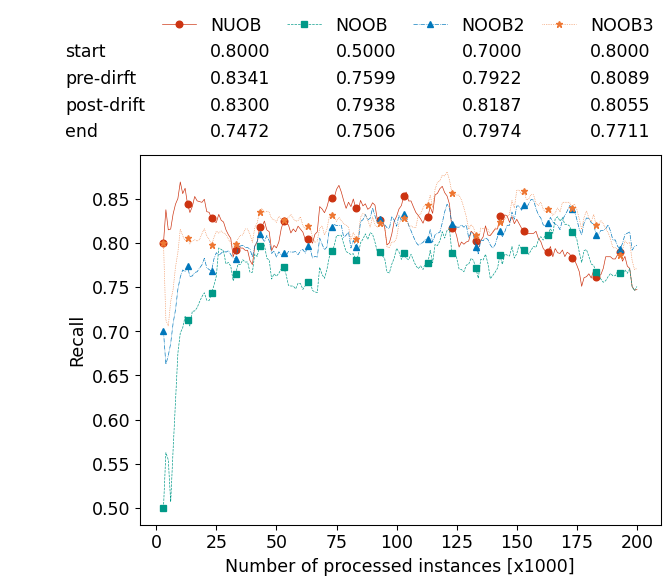 NUOB NOOB NOOB2 NOOB3
start 0.8000 0.5000 0.7000 0.8000
pre-dirft 0.8341 0.7599 0.7922 0.8089
post-drift 0.8300 0.7938 0.8187 0.8055
end 0.7472 0.7506 0.7974 0.7711
0.85
0.80
0.75
0.70
0.65
0.60
0.55
0.50
Recall
0 25 50 75 100 125 150 175 200
Number of processed instances [x1000]